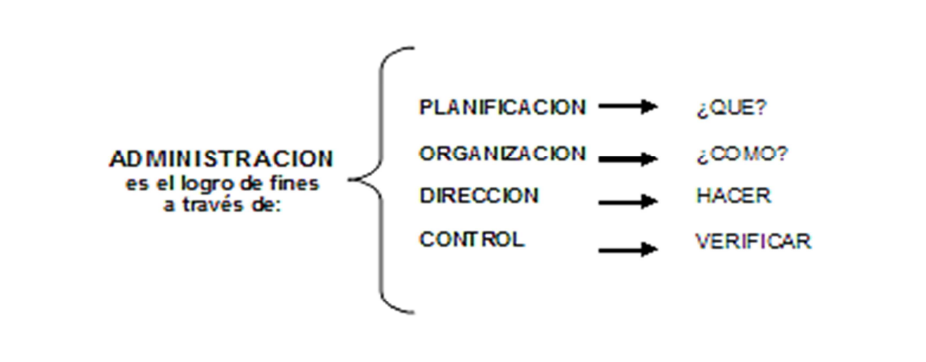 ADMINISTRACION
es el logro de fines
a través de:
PLANIFICACION ¿QUE?
ORGANIZACION ¿COMO?
DIRECCION HACER
CONTROL VERIFICAR